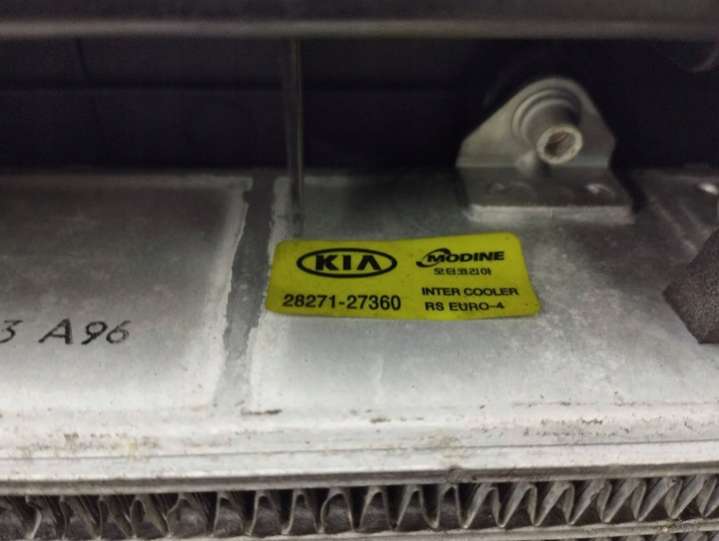 KIA
MODINE
모딘코리아
28271-27360
INTER COOLER
RS EURO-4
3 A96